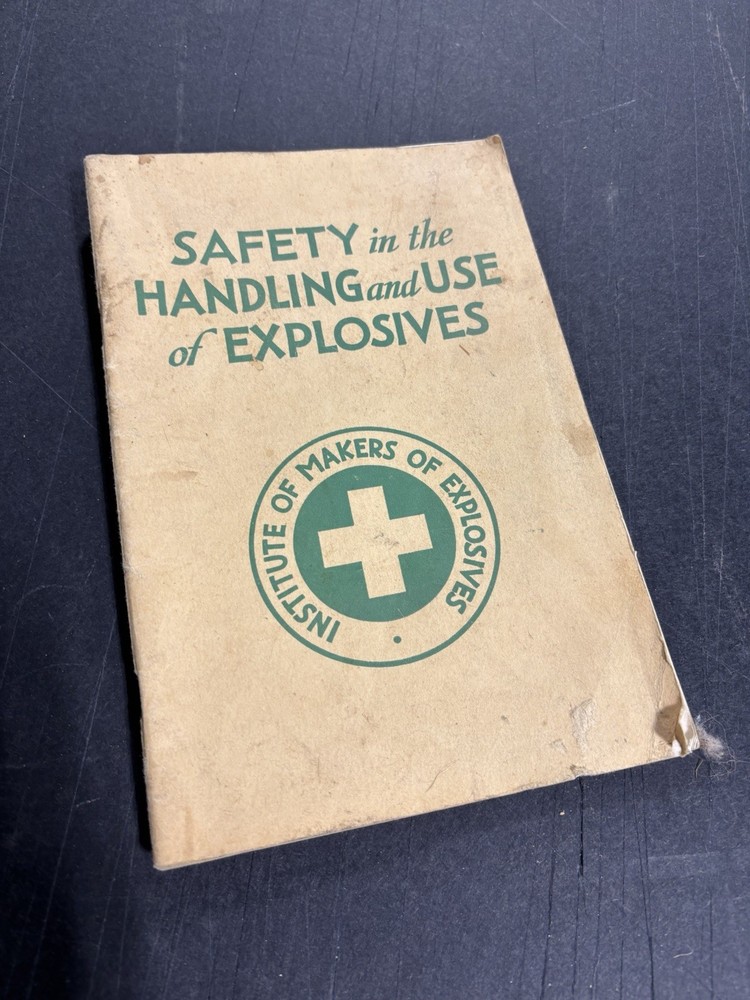 SAFETY in the
HANDLING and USE
of EXPLOSIVES
INSTITUTE OF MAKERS OF EXPLOSIVES